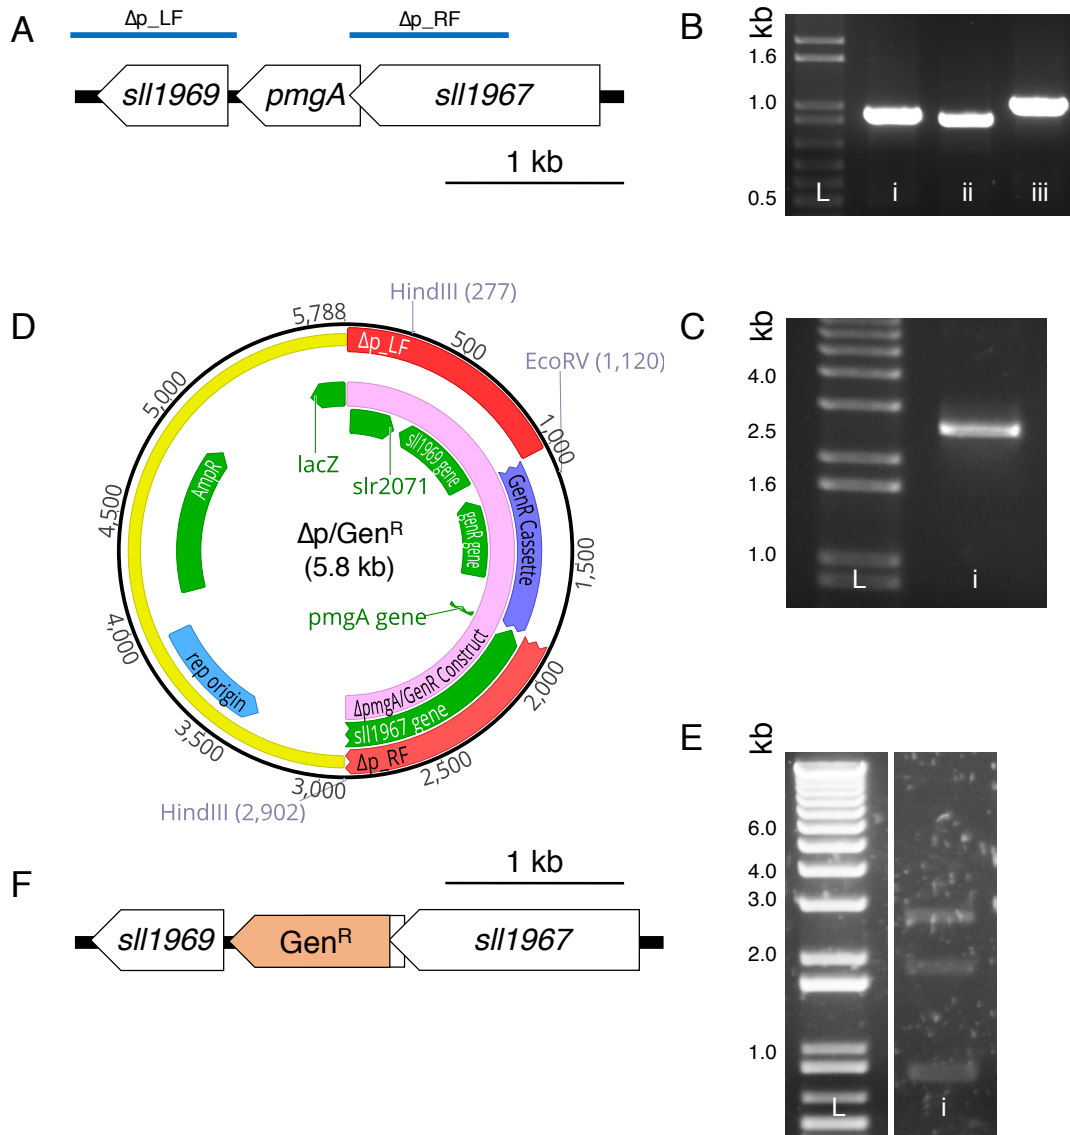 A
Δp_LF
Δp_RF
sll1969
pmgA
sll1967
1 kb
B
kb
1.6
1.0
0.5
L
i
ii
iii
D
HindIII (277)
5,788
Δp_LF
500
EcoRV (1,120)
1,000
5,000
lacZ
slr2071
sll1969 gene
GenR Cassette
AmpR
genR gene
4,500
Δp/Genᴿ
(5.8 kb)
1,500
pmgA gene
4,000
rep origin
ΔpmgA/GenR Construct
sll1967 gene
Δp_RF
2,000
3,500
2,500
3,000
HindIII (2,902)
C
kb
4.0
2.5
1.6
1.0
L
i
E
kb
6.0
4.0
3.0
2.0
1.0
L
i
F
1 kb
sll1969
Genᴿ
sll1967